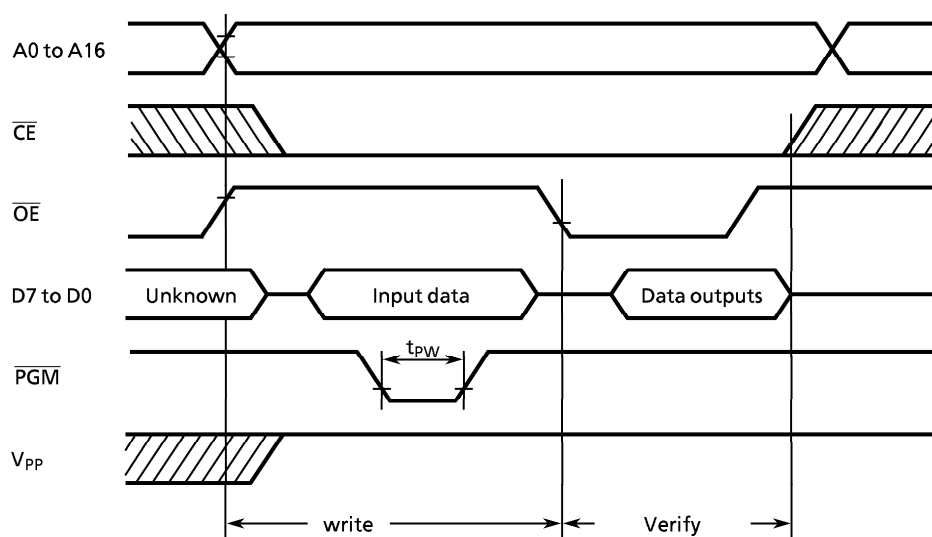 A0 to A16
CE
OE
D7 to D0 Unknown Input data Data outputs
tPW
PGM
VPP
write Verify